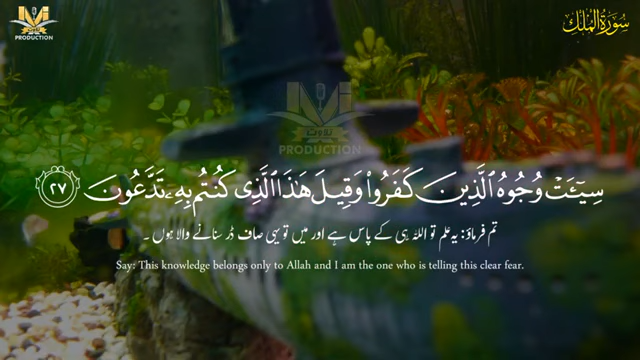 PRODUCTION
سُورَةُ المُلْك
تلاوت
PRODUCTION
سِيٓـَٔتْ وُجُوهُ ٱلَّذِينَ كَفَرُوا۟ وَقِيلَ هَٰذَا ٱلَّذِى كُنتُم بِهِۦ تَدَّعُونَ ٢٧
تم فرماؤ: یہ علم تو اللہ ہی کے پاس ہے اور میں تو یہی صاف ڈر سنانے والا ہوں۔
Say: This knowledge belongs only to Allah and I am the one who is telling this clear fear.